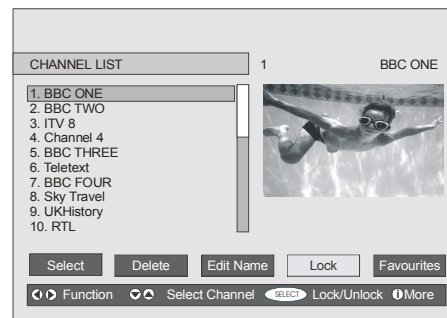 CHANNEL LIST
1 BBC ONE
1. BBC ONE
2. BBC TWO
3. ITV 8
4. Channel 4
5. BBC THREE
6. Teletext
7. BBC FOUR
8. Sky Travel
9. UKHistory
10. RTL
Select Delete Edit Name Lock Favourites
Function Select Channel SELECT Lock/Unlock More